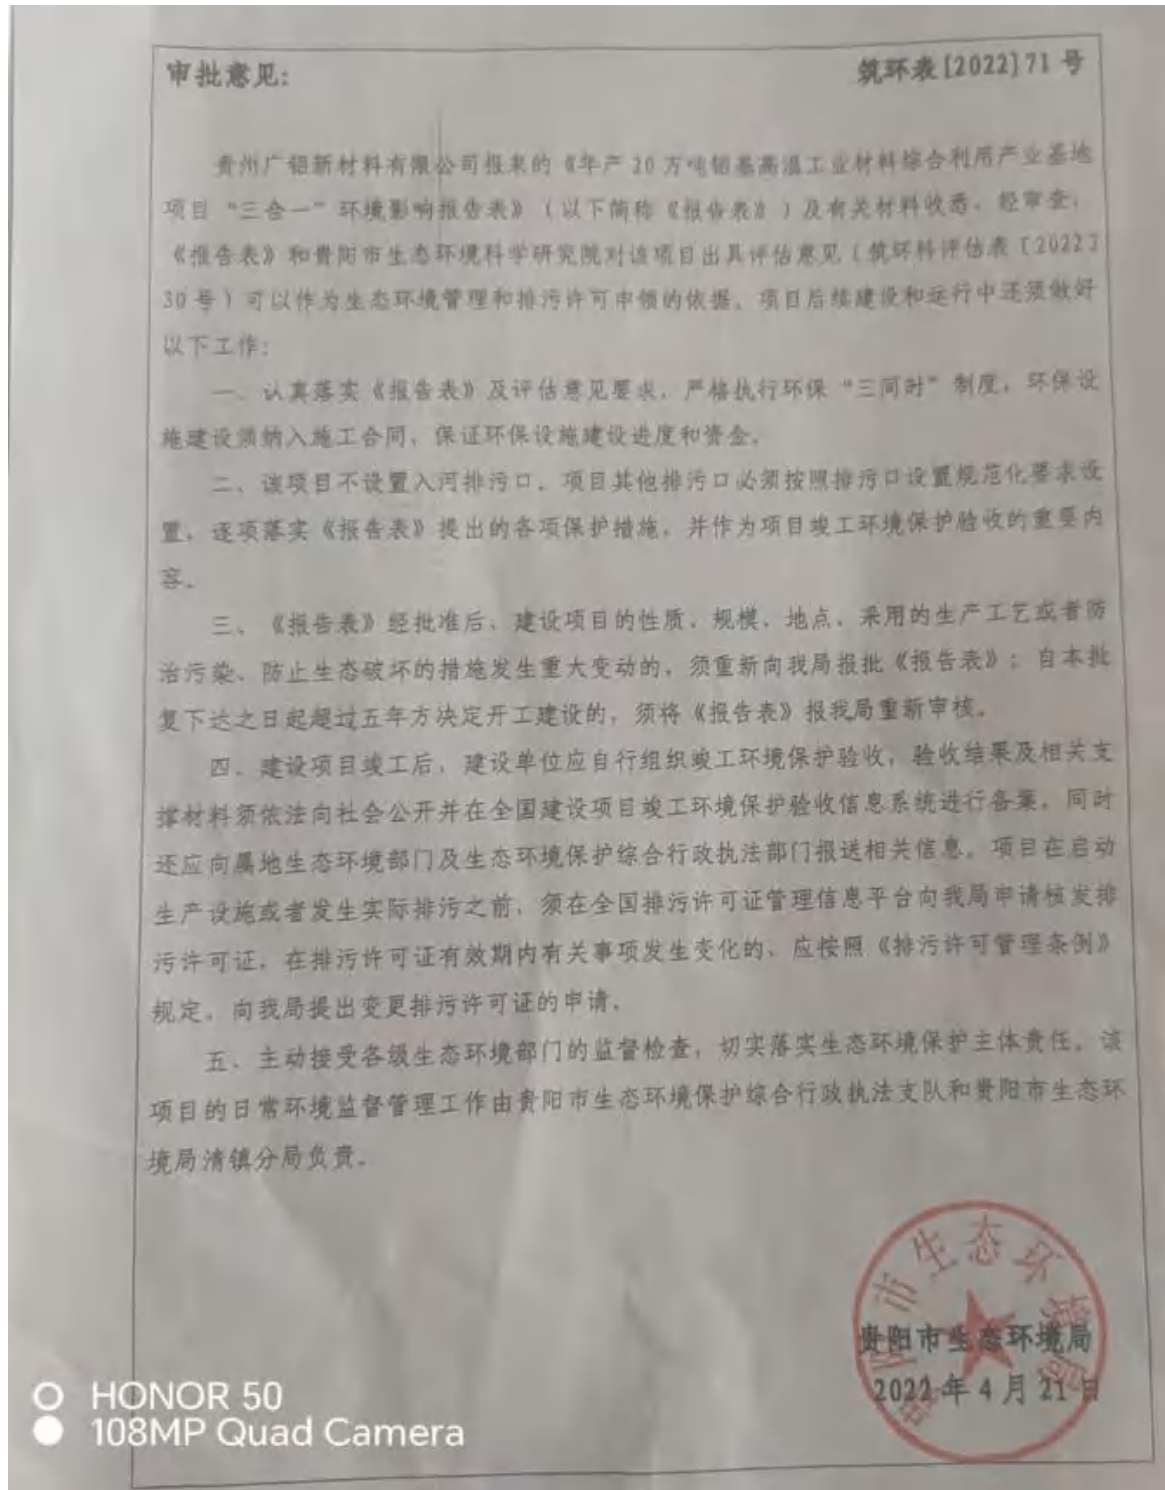 审批意见：
筑环表[2022]71 号
贵州广铝新材料有限公司报来的《年产 20 万吨铝基高温工业材料综合利用产业基地
项目“三合一”环境影响报告表》（以下简称《报告表》）及有关材料收悉。经审查，
《报告表》和贵阳市生态环境科学研究院对该项目出具评估意见（筑环科评估表〔2022〕
30 号）可以作为生态环境管理和排污许可申领的依据。项目后续建设和运行中还须做好
以下工作：
一、认真落实《报告表》及评估意见要求，严格执行环保“三同时”制度，环保设
施建设须纳入施工合同，保证环保设施建设进度和资金。
二、该项目不设置入河排污口。项目其他排污口必须按照排污口设置规范化要求设
置，逐项落实《报告表》提出的各项保护措施，并作为项目竣工环境保护验收的重要内
容。
三、《报告表》经批准后，建设项目的性质、规模、地点、采用的生产工艺或者防
治污染、防止生态破坏的措施发生重大变动的，须重新向我局报批《报告表》；自本批
复下达之日起超过五年方决定开工建设的，须将《报告表》报我局重新审核。
四、建设项目竣工后，建设单位应自行组织竣工环境保护验收，验收结果及相关支
撑材料须依法向社会公开并在全国建设项目竣工环境保护验收信息系统进行备案，同时
还应向属地生态环境部门及生态环境保护综合行政执法部门报送相关信息。项目在启动
生产设施或者发生实际排污之前，须在全国排污许可证管理信息平台向我局申请核发排
污许可证。在排污许可证有效期内有关事项发生变化的，应按照《排污许可管理条例》
规定，向我局提出变更排污许可证的申请。
五、主动接受各级生态环境部门的监督检查，切实落实生态环境保护主体责任。该
项目的日常环境监督管理工作由贵阳市生态环境保护综合行政执法支队和贵阳市生态环
境局清镇分局负责。
贵阳市生态环境局
贵阳市生态环境局
2022 年 4 月 21 日
HONOR 50
108MP Quad Camera